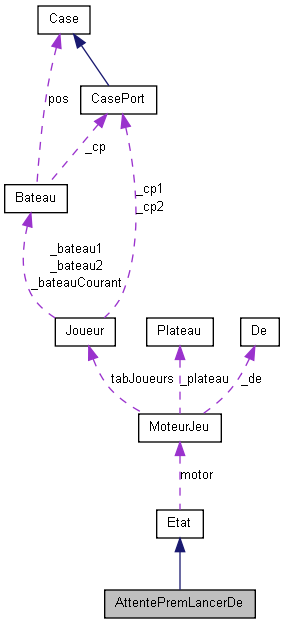 Case
pos
CasePort
_cp
_cp1
_cp2
Bateau
_bateau1
_bateau2
_bateauCourant
Joueur
Plateau
De
tabJoueurs
_plateau
_de
MoteurJeu
motor
Etat
AttentePremLancerDe